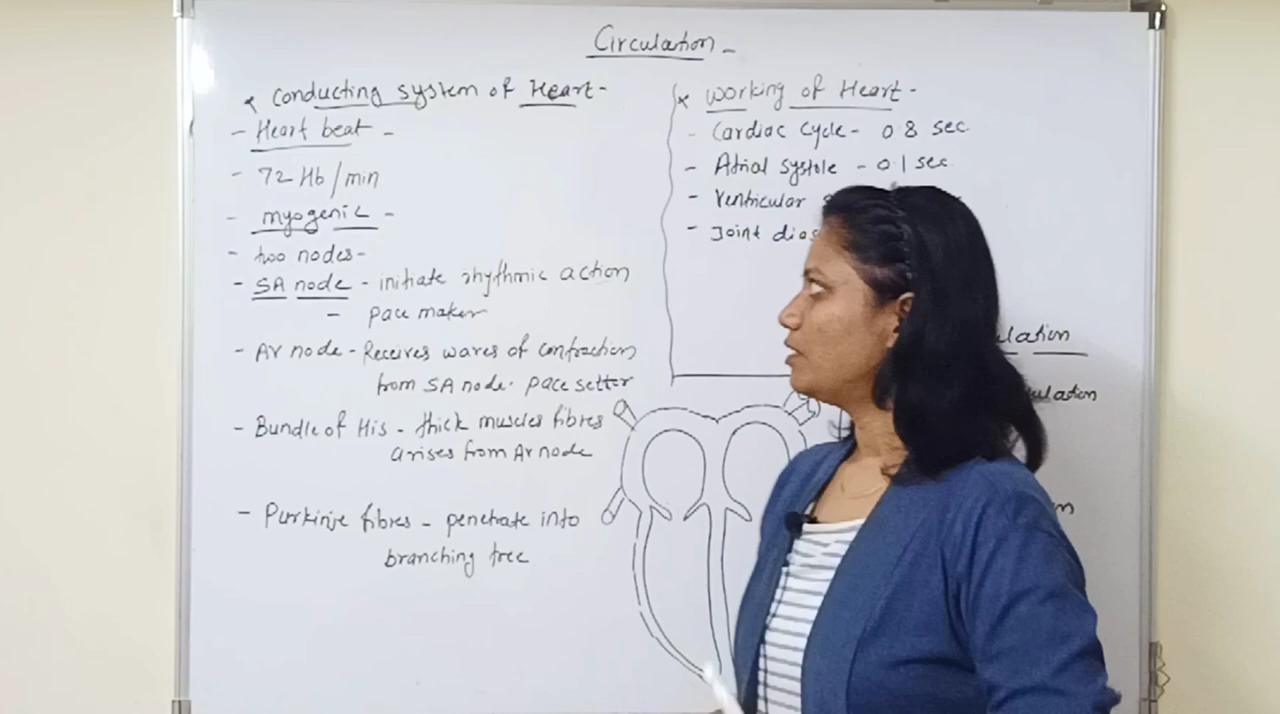 Circulation -
* conducting system of Heart -
- Heart beat -
- 72 Hb/min
- myogenic -
- two nodes -
- SA node - initiate rhythmic action
- pace maker
- AV node - Receives waves of contraction
from SA node. pace setter
- Bundle of His - thick muscles fibres
arises from AV node
- Purkinje fibres - penetrate into
branching tree
* working of Heart -
- Cardiac cycle - 0.8 sec
- Atrial systole - 0.1 sec
- Ventricular
- Joint dias
ulation
ulation